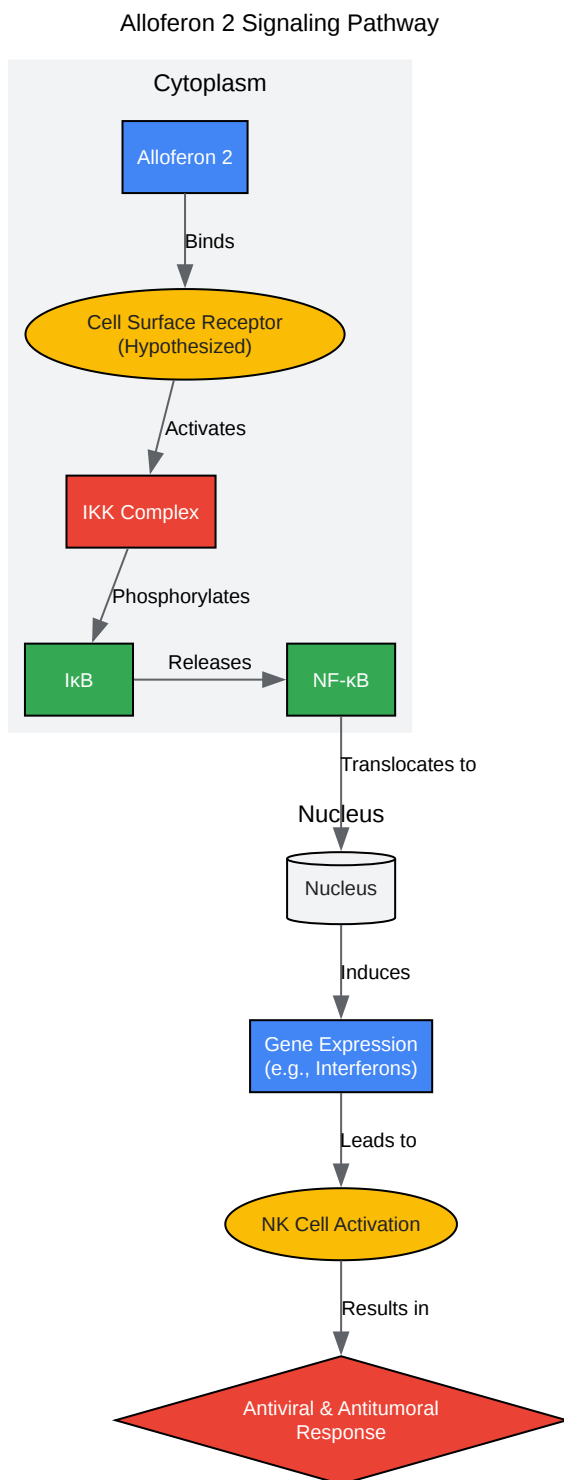 Alloferon 2 Signaling Pathway
Cytoplasm
Alloferon 2
Binds
Cell Surface Receptor
(Hypothesized)
Activates
IKK Complex
Phosphorylates
IκB
Releases
NF-κB
Translocates to
Nucleus
Nucleus
Induces
Gene Expression
(e.g., Interferons)
Leads to
NK Cell Activation
Results in
Antiviral & Antitumoral
Response